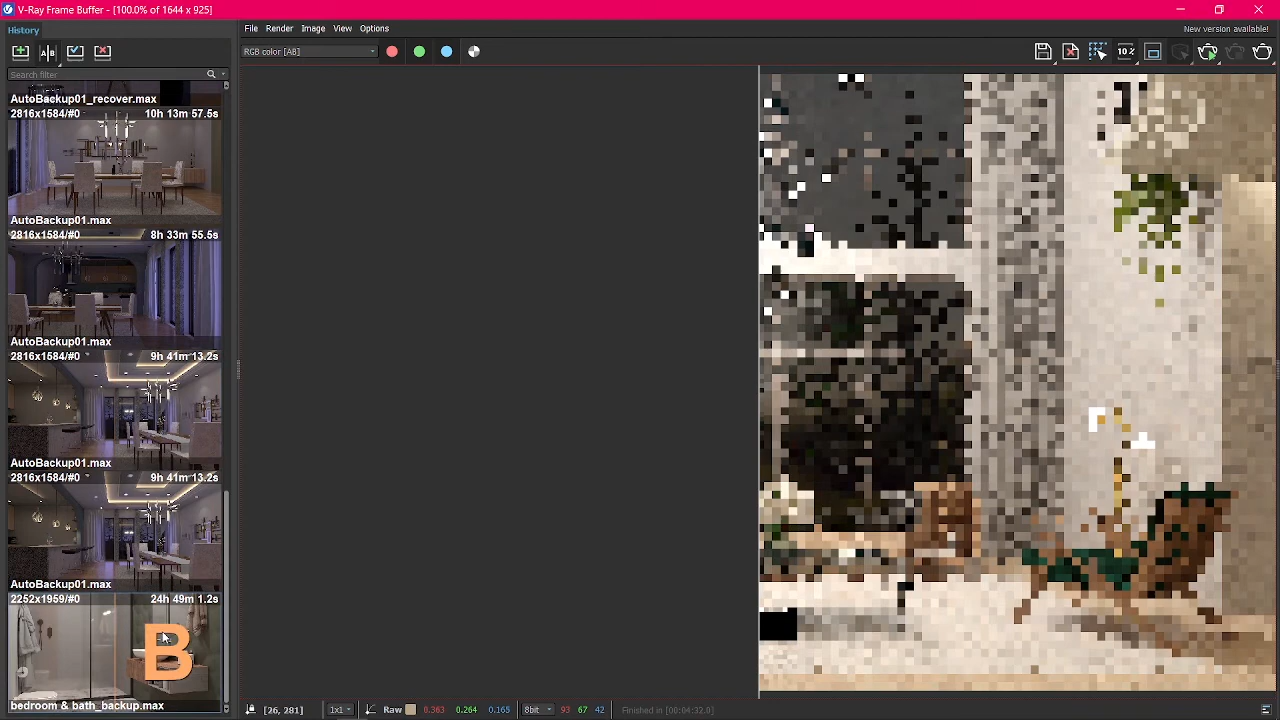 V-Ray Frame Buffer - [100.0% of 1644 x 925]
History
File Render Image View Options
New version available!
A B
RGB color [AB]
10%
Search filter
AutoBackup01_recover.max
2816x1584/#0 10h 13m 57.5s
AutoBackup01.max
2816x1584/#0 8h 33m 55.5s
AutoBackup01.max
2816x1584/#0 9h 41m 13.2s
AutoBackup01.max
2816x1584/#0 9h 41m 13.2s
AutoBackup01.max
2252x1959/#0 24h 49m 1.2s
B
bedroom & bath_backup.max
[26, 281] 1x1 Raw 0.363 0.264 0.165 8bit 93 67 42 Finished in [00:04:32.0]